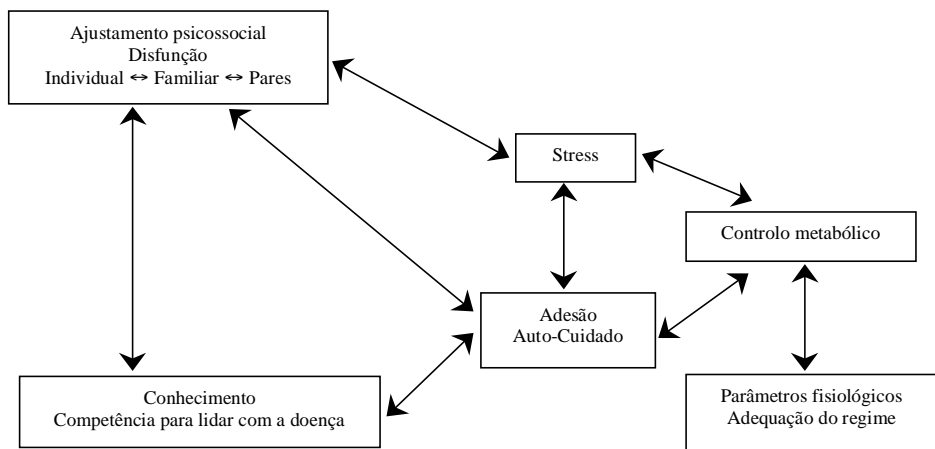 Ajustamento psicossocial
Disfunção
Individual ↔ Familiar ↔ Pares
Stress
Controlo metabólico
Adesão
Auto-Cuidado
Conhecimento
Competência para lidar com a doença
Parâmetros fisiológicos
Adequação do regime